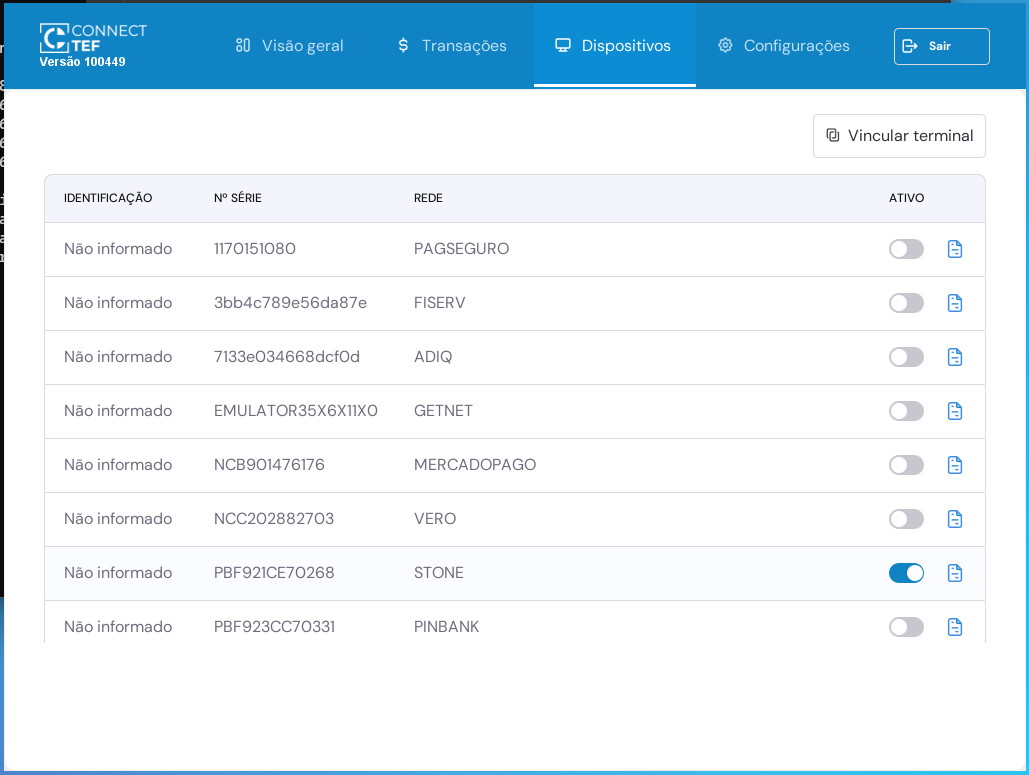 CONNECT
TEF
Versão 100449
Visão geral
Transações
Dispositivos
Configurações
Sair
Vincular terminal
IDENTIFICAÇÃO Nº SÉRIE REDE ATIVO
Não informado 1170151080 PAGSEGURO
Não informado 3bb4c789e56da87e FISERV
Não informado 7133e034668dcf0d ADIQ
Não informado EMULATOR35X6X11X0 GETNET
Não informado NCB901476176 MERCADOPAGO
Não informado NCC202882703 VERO
Não informado PBF921CE70268 STONE
Não informado PBF923CC70331 PINBANK